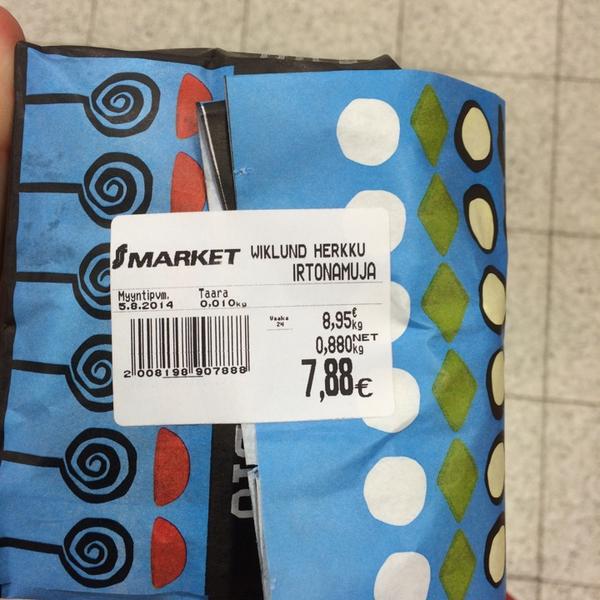 S MARKET WIKLUND HERKKU
IRTONAMUJA
Myyntipvm. Taara
5.8.2014 0.010kg
Vaaka
24
8,95€/kg
0,880kg NET
7,88€
2 008198 907888